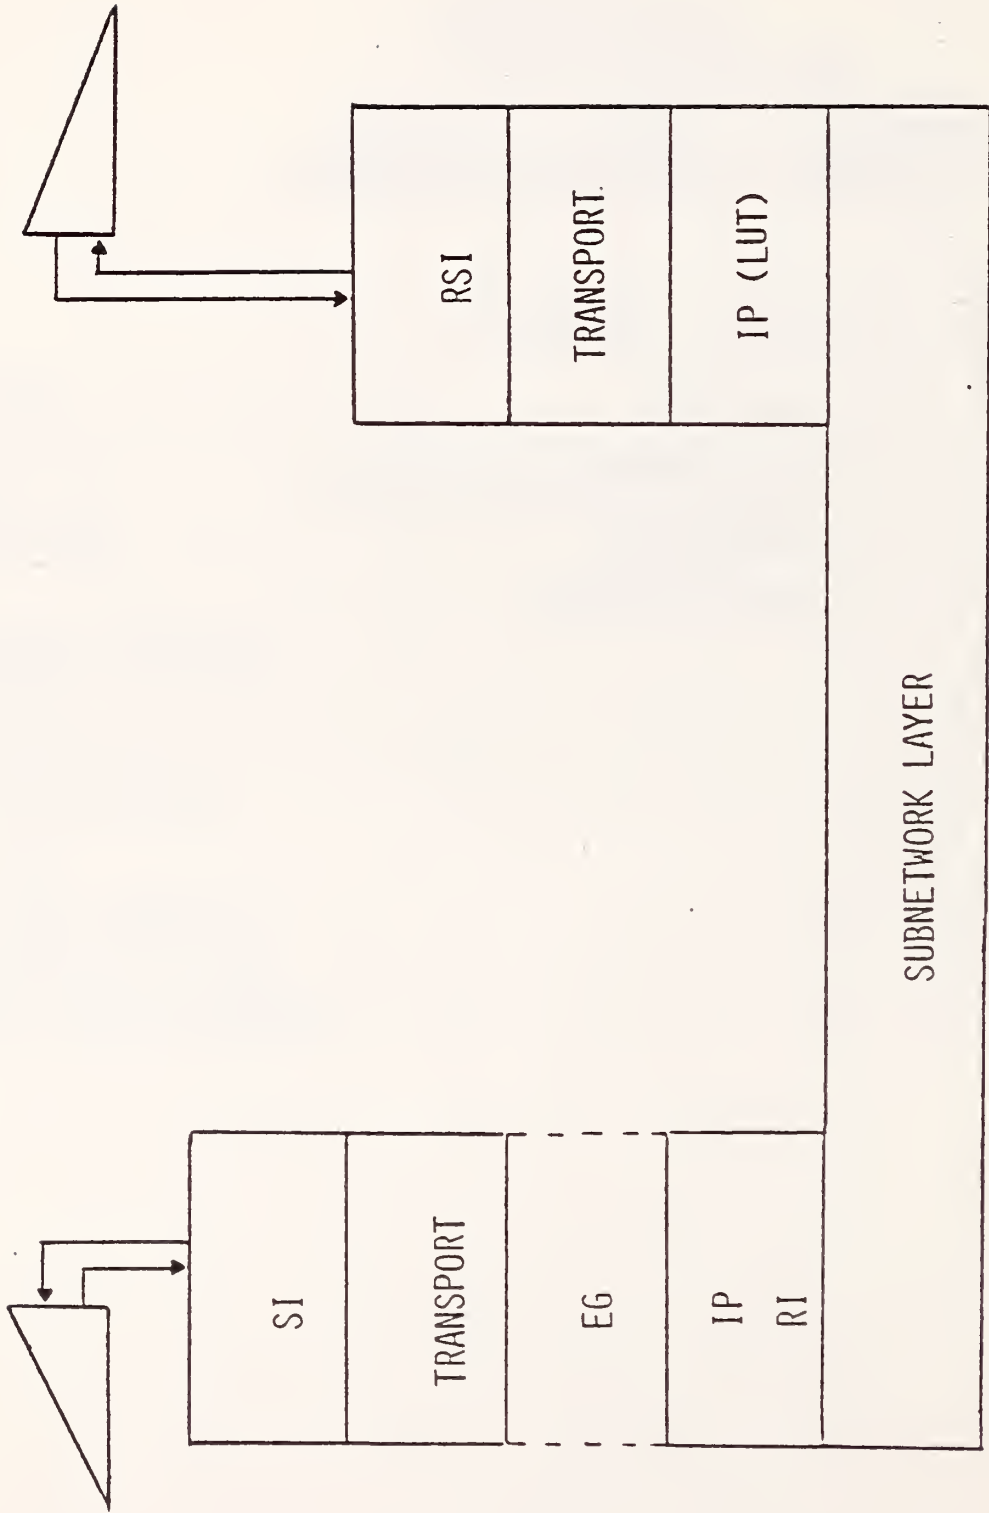 SI
TRANSPORT
EG
IP
RI
RSI
TRANSPORT
IP (LUT)
SUBNETWORK LAYER